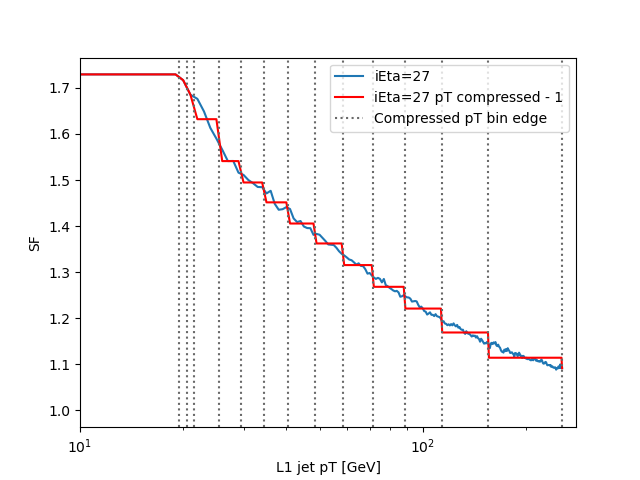 iEta=27
iEta=27 pT compressed - 1
Compressed pT bin edge
1.7
1.6
1.5
1.4
1.3
1.2
1.1
1.0
SF
10¹ 10²
L1 jet pT [GeV]